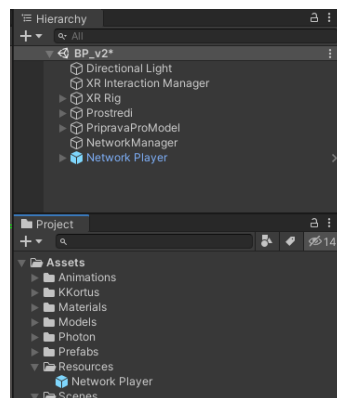 Hierarchy
All
BP_v2*
Directional Light
XR Interaction Manager
XR Rig
Prostredi
PripravaProModel
NetworkManager
Network Player
Project
14
Assets
Animations
KKortus
Materials
Models
Photon
Prefabs
Resources
Network Player
Scenes